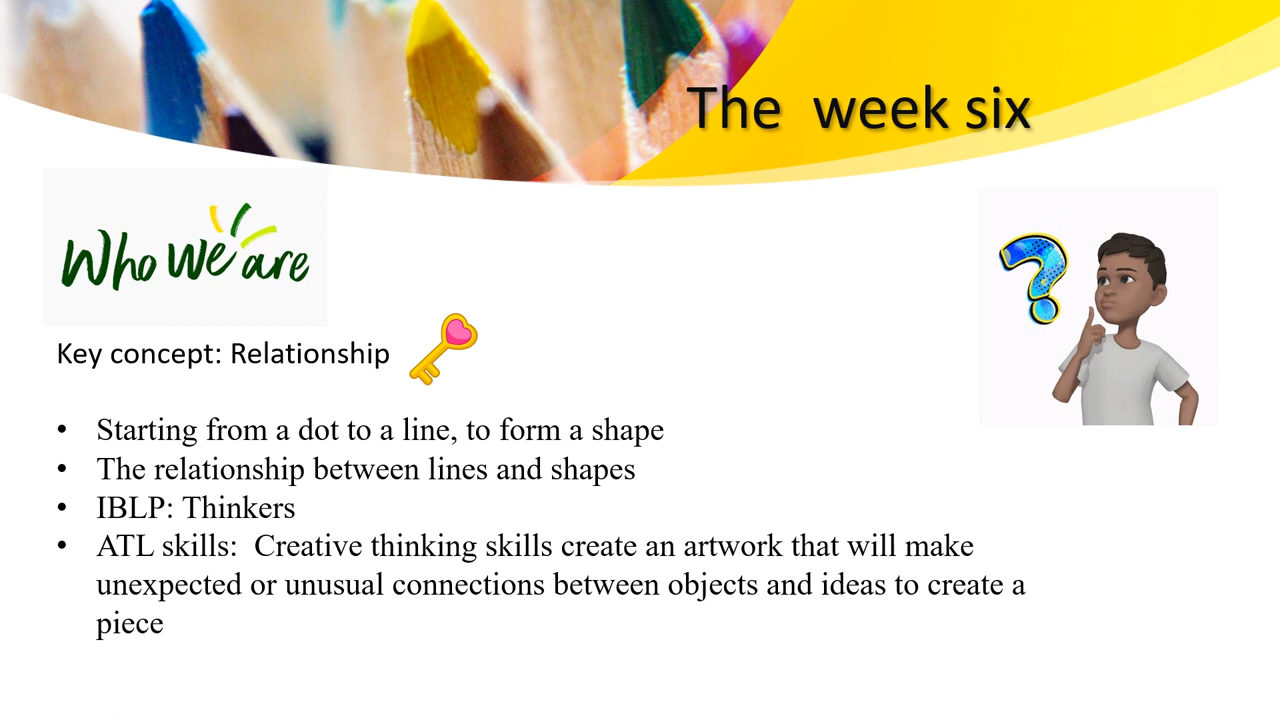 The  week six
Who we are
Key concept: Relationship
• Starting from a dot to a line, to form a shape
• The relationship between lines and shapes
• IBLP: Thinkers
• ATL skills:  Creative thinking skills create an artwork that will make
unexpected or unusual connections between objects and ideas to create a
piece